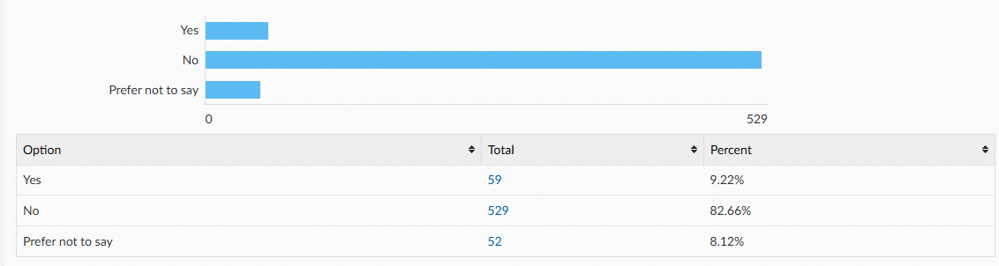 Yes
No
Prefer not to say
0 529
Option Total Percent
Yes 59 9.22%
No 529 82.66%
Prefer not to say 52 8.12%